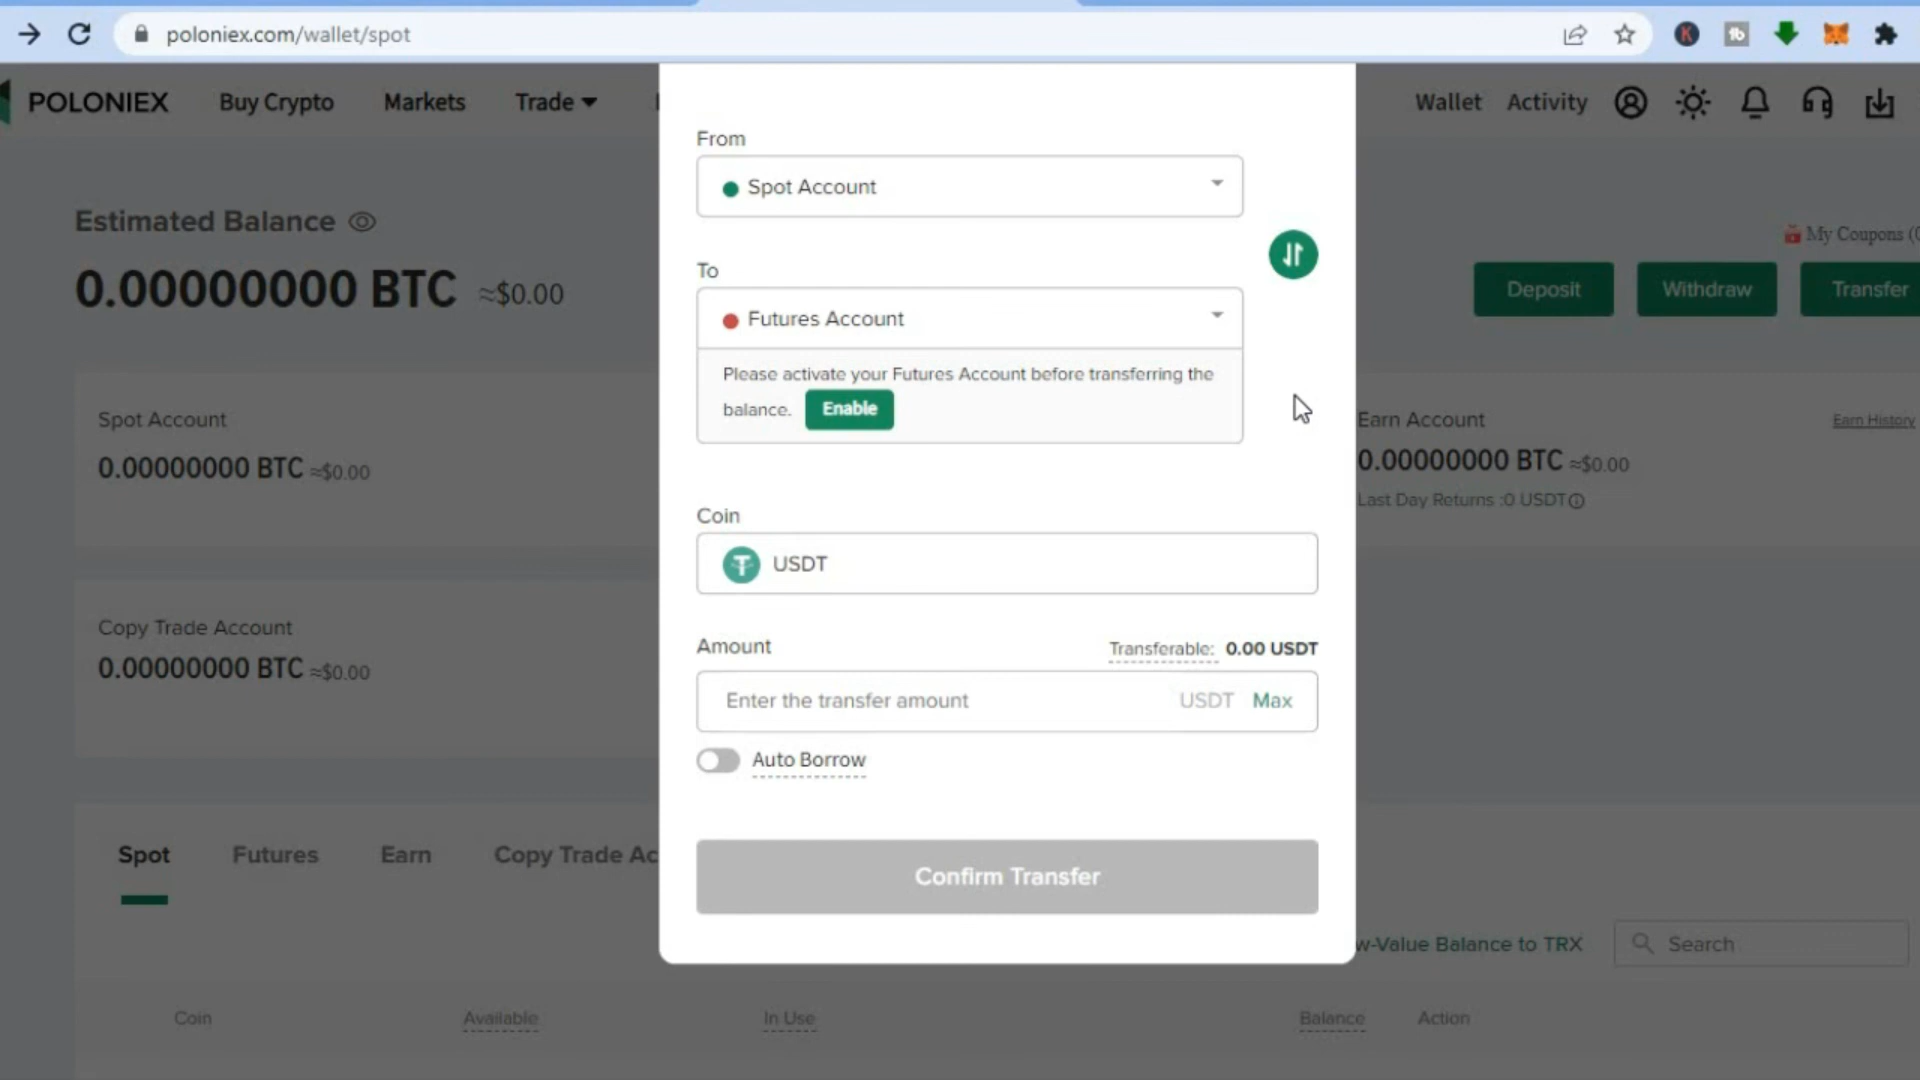 poloniex.com/wallet/spot
POLONIEX Buy Crypto Markets Trade Wallet Activity
From
Spot Account
To
Futures Account
Please activate your Futures Account before transferring the
balance. Enable
Coin
USDT
Amount Transferable: 0.00 USDT
Enter the transfer amount USDT Max
Auto Borrow
Confirm Transfer
Estimated Balance
0.00000000 BTC ≈$0.00
My Coupons (0
Deposit Withdraw Transfer
Spot Account
0.00000000 BTC ≈$0.00
Earn Account Earn History
0.00000000 BTC ≈$0.00
Last Day Returns :0 USDT
Copy Trade Account
0.00000000 BTC ≈$0.00
Spot Futures Earn Copy Trade Ac
w-Value Balance to TRX Search
Coin Available In Use Balance Action